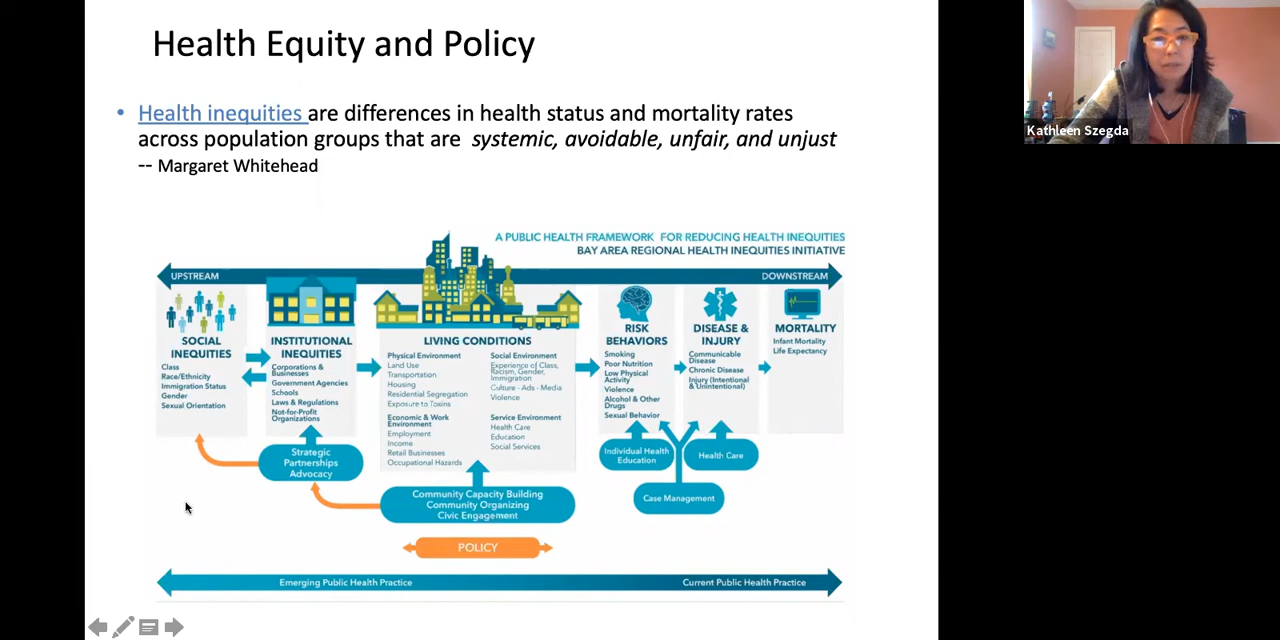 Health Equity and Policy
• Health inequities are differences in health status and mortality rates
across population groups that are systemic, avoidable, unfair, and unjust
-- Margaret Whitehead
Kathleen Szegda
A PUBLIC HEALTH FRAMEWORK FOR REDUCING HEALTH INEQUITIES
BAY AREA REGIONAL HEALTH INEQUITIES INITIATIVE
UPSTREAM
DOWNSTREAM
SOCIAL
INEQUITIES
Class
Race/Ethnicity
Immigration Status
Gender
Sexual Orientation
INSTITUTIONAL
INEQUITIES
Corporations &
Businesses
Government Agencies
Schools
Laws & Regulations
Not-for-Profit
Organizations
LIVING CONDITIONS
Physical Environment
Land Use
Transportation
Housing
Residential Segregation
Exposure to Toxins
Economic & Work
Environment
Employment
Income
Retail Businesses
Occupational Hazards
Social Environment
Experience of Class,
Racism, Gender,
Immigration
Culture - Ads - Media
Violence
Service Environment
Health Care
Education
Social Services
RISK
BEHAVIORS
Smoking
Poor Nutrition
Low Physical
Activity
Violence
Alcohol & Other
Drugs
Sexual Behavior
DISEASE &
INJURY
Communicable
Disease
Chronic Disease
Injury (Intentional
& Unintentional)
MORTALITY
Infant Mortality
Life Expectancy
Strategic
Partnerships
Advocacy
Community Capacity Building
Community Organizing
Civic Engagement
Individual Health
Education
Health Care
Case Management
POLICY
Emerging Public Health Practice
Current Public Health Practice